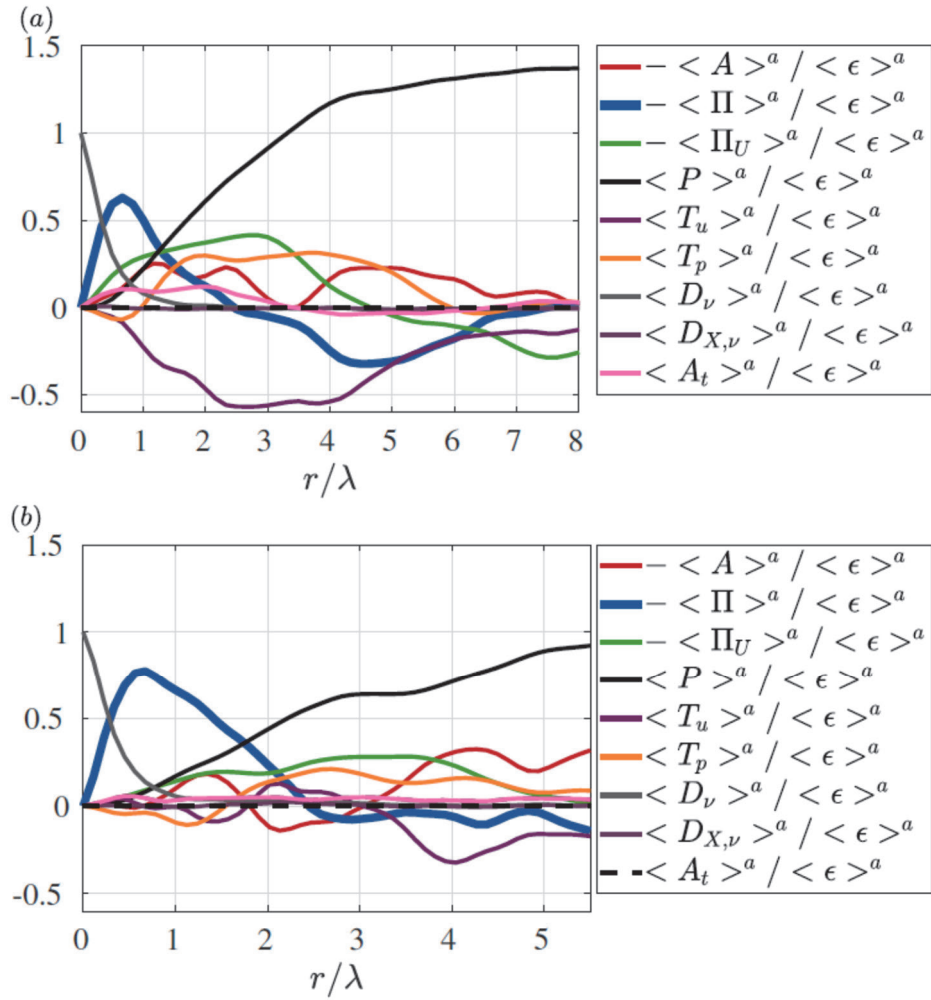 (a)
1.5
1
0.5
0
-0.5
0 1 2 3 4 5 6 7 8
r/λ
− < A >ᵃ / < ϵ >ᵃ
− < Π >ᵃ / < ϵ >ᵃ
− < Π_U >ᵃ / < ϵ >ᵃ
< P >ᵃ / < ϵ >ᵃ
< T_u >ᵃ / < ϵ >ᵃ
< T_p >ᵃ / < ϵ >ᵃ
< D_ν >ᵃ / < ϵ >ᵃ
< D_{X,ν} >ᵃ / < ϵ >ᵃ
< A_t >ᵃ / < ϵ >ᵃ
(b)
1.5
1
0.5
0
-0.5
0 1 2 3 4 5
r/λ
− < A >ᵃ / < ϵ >ᵃ
− < Π >ᵃ / < ϵ >ᵃ
− < Π_U >ᵃ / < ϵ >ᵃ
< P >ᵃ / < ϵ >ᵃ
< T_u >ᵃ / < ϵ >ᵃ
< T_p >ᵃ / < ϵ >ᵃ
< D_ν >ᵃ / < ϵ >ᵃ
< D_{X,ν} >ᵃ / < ϵ >ᵃ
< A_t >ᵃ / < ϵ >ᵃ